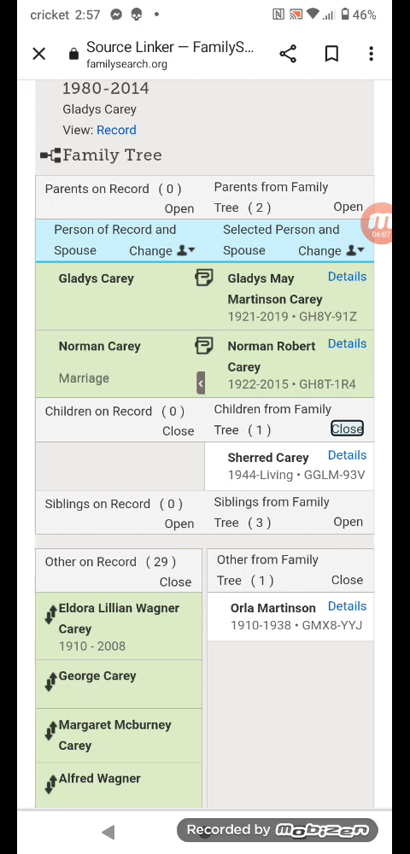 cricket 2:57 46%
Source Linker — FamilyS...
familysearch.org
1980-2014
Gladys Carey
View: Record
Family Tree
Parents on Record ( 0 )
Open
Parents from Family
Tree ( 2 ) Open
Person of Record and
Spouse Change
Selected Person and
Spouse Change
Gladys Carey
Gladys May Details
Martinson Carey
1921-2019 • GH8Y-91Z
Norman Carey
Marriage
Norman Robert Details
Carey
1922-2015 • GH8T-1R4
Children on Record ( 0 )
Close
Children from Family
Tree ( 1 ) Close
Sherred Carey Details
1944-Living • GGLM-93V
Siblings on Record ( 0 )
Open
Siblings from Family
Tree ( 3 ) Open
Other on Record ( 29 )
Close
Other from Family
Tree ( 1 ) Close
Eldora Lillian Wagner
Carey
1910 - 2008
Orla Martinson Details
1910-1938 • GMX8-YYJ
George Carey
Margaret Mcburney
Carey
Alfred Wagner
06:07
Recorded by mobizen